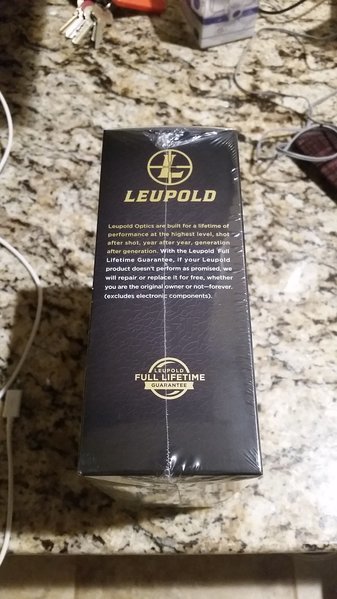 LEUPOLD
Leupold Optics are built for a lifetime of
performance at the highest level, shot
after shot, year after year, generation
after generation. With the Leupold Full
Lifetime Guarantee, if your Leupold
product doesn't perform as promised, we
will repair or replace it for free, whether
you are the original owner or not—forever.
(excludes electronic components).
LEUPOLD
FULL LIFETIME
GUARANTEE